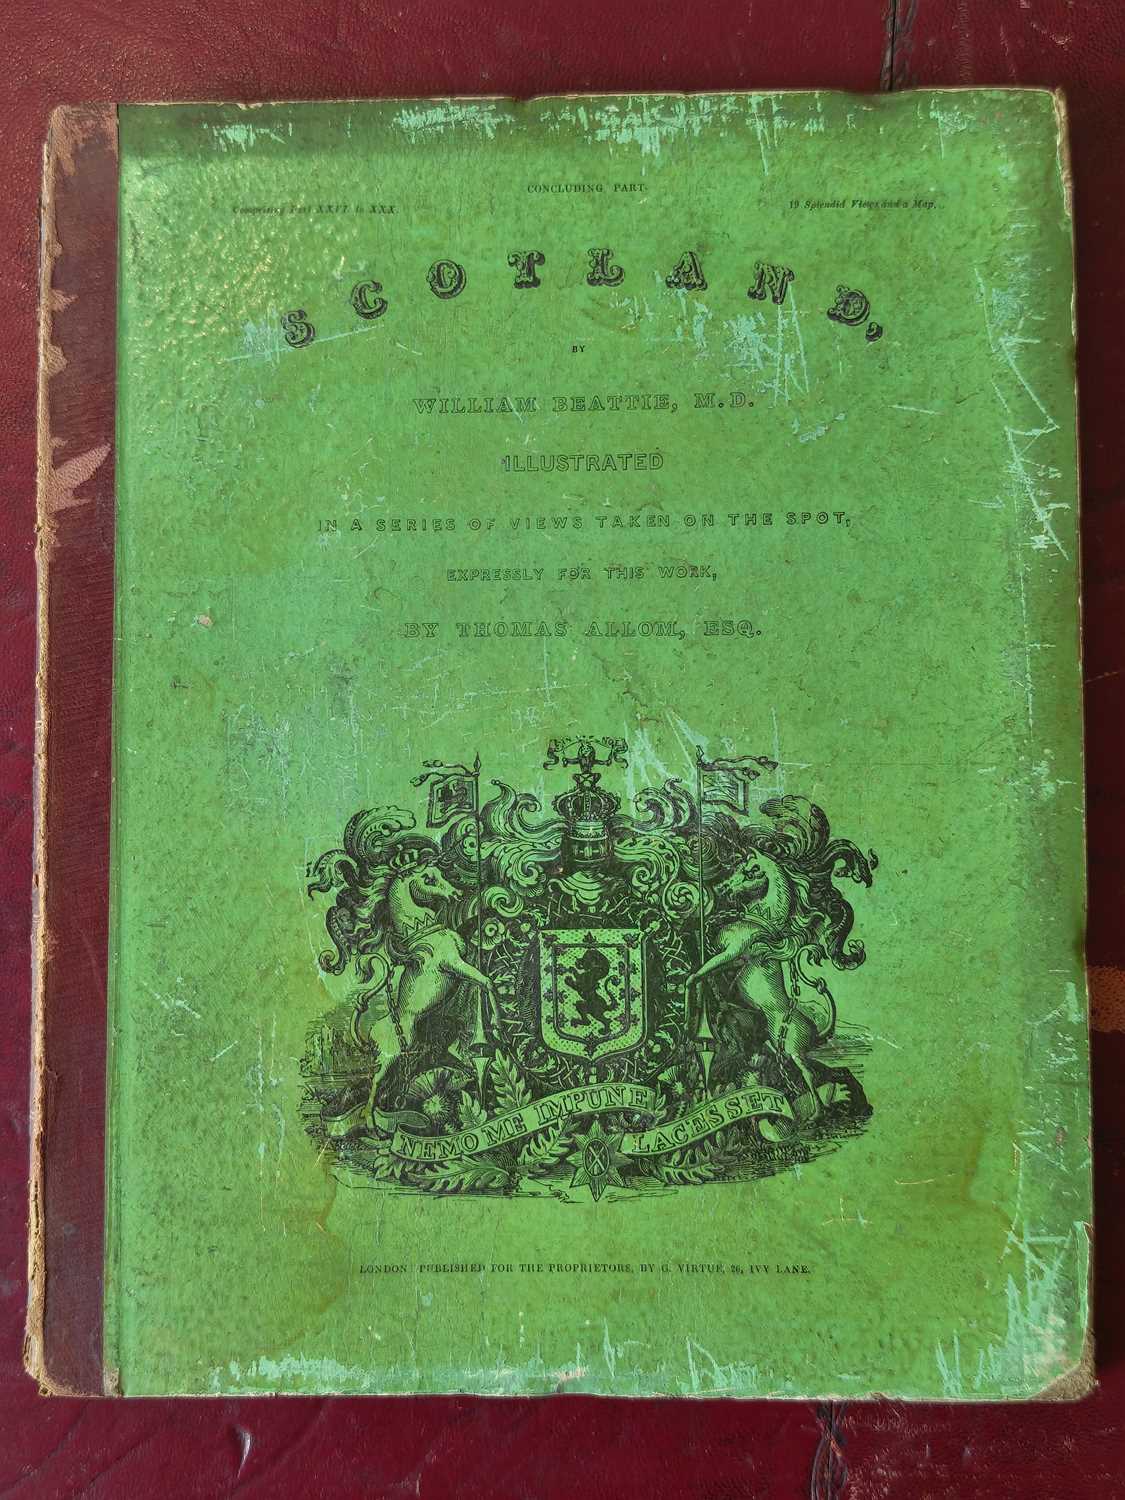 CONCLUDING PART
Comprising Part XXVI to XXX.
19 Splendid Views and a Map.
SCOTLAND,
BY
WILLIAM BEATTIE, M.D.
ILLUSTRATED
IN A SERIES OF VIEWS TAKEN ON THE SPOT,
EXPRESSLY FOR THIS WORK,
BY THOMAS ALLOM, ESQ.
NEMO ME IMPUNE
LACESSET
LONDON PUBLISHED FOR THE PROPRIETORS, BY G. VIRTUE, 26, IVY LANE.